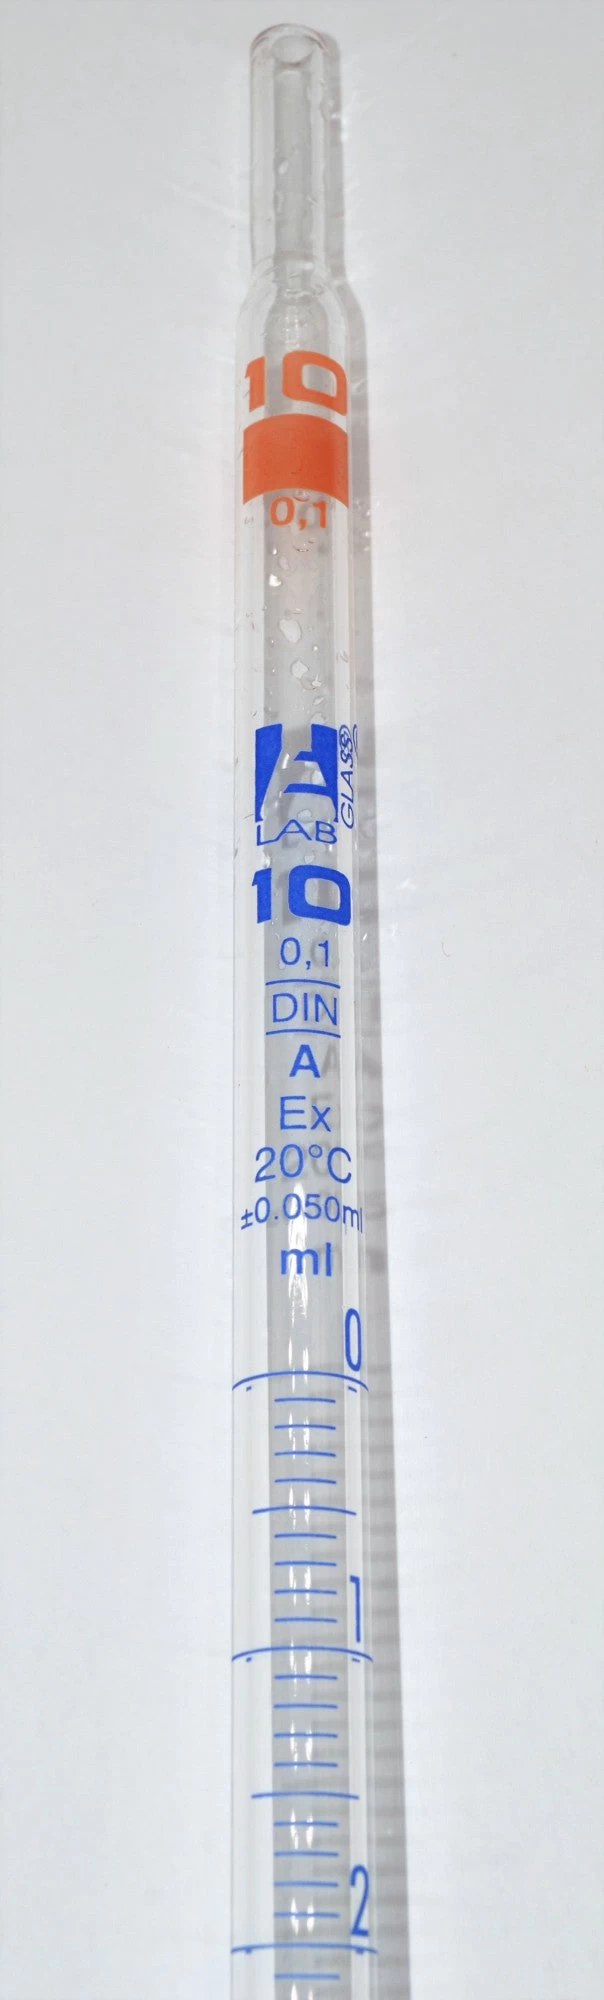 10
0,1
LAB
GLASS
10
0,1
DIN
A
Ex
20°C
±0.050ml
ml
0
1
2